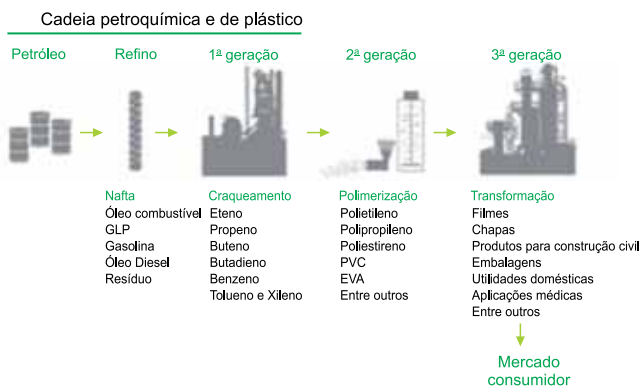 Cadeia petroquímica e de plástico
Petróleo
Refino
1ª geração
2ª geração
3ª geração
Nafta
Óleo combustível
GLP
Gasolina
Óleo Diesel
Resíduo
Craqueamento
Eteno
Propeno
Buteno
Butadieno
Benzeno
Tolueno e Xileno
Polimerização
Polietileno
Polipropileno
Poliestireno
PVC
EVA
Entre outros
Transformação
Filmes
Chapas
Produtos para construção civil
Embalagens
Utilidades domésticas
Aplicações médicas
Entre outros
Mercado
consumidor